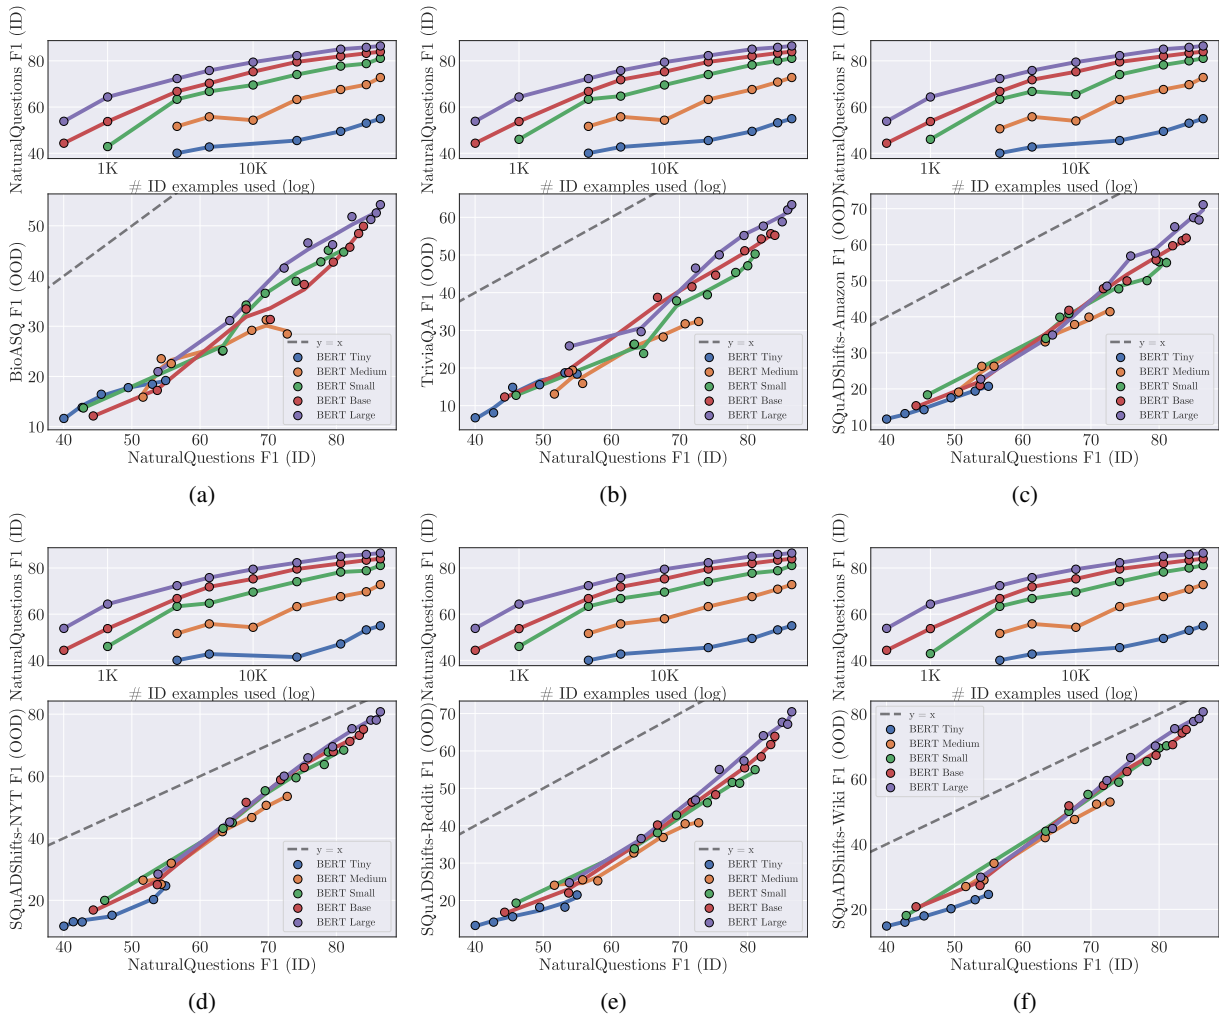 NaturalQuestions F1 (ID)
80
60
40
1K
10K
# ID examples used (log)
BioASQ F1 (OOD)
50
40
30
20
10
y = x
BERT Tiny
BERT Medium
BERT Small
BERT Base
BERT Large
40
50
60
70
80
NaturalQuestions F1 (ID)
(a)
NaturalQuestions F1 (ID)
80
60
40
1K
10K
# ID examples used (log)
TriviaQA F1 (OOD)
60
50
40
30
20
10
y = x
BERT Tiny
BERT Medium
BERT Small
BERT Base
BERT Large
40
50
60
70
80
NaturalQuestions F1 (ID)
(b)
NaturalQuestions F1 (ID)
80
60
40
1K
10K
# ID examples used (log)
SQuADShifts-Amazon F1 (OOD)
70
60
50
40
30
20
10
y = x
BERT Tiny
BERT Medium
BERT Small
BERT Base
BERT Large
40
50
60
70
80
NaturalQuestions F1 (ID)
(c)
NaturalQuestions F1 (ID)
80
60
40
1K
10K
# ID examples used (log)
SQuADShifts-NYT F1 (OOD)
80
60
40
20
y = x
BERT Tiny
BERT Medium
BERT Small
BERT Base
BERT Large
40
50
60
70
80
NaturalQuestions F1 (ID)
(d)
NaturalQuestions F1 (ID)
80
60
40
1K
10K
# ID examples used (log)
SQuADShifts-Reddit F1 (OOD)
70
60
50
40
30
20
y = x
BERT Tiny
BERT Medium
BERT Small
BERT Base
BERT Large
40
50
60
70
80
NaturalQuestions F1 (ID)
(e)
NaturalQuestions F1 (ID)
80
60
40
1K
10K
# ID examples used (log)
SQuADShifts-Wiki F1 (OOD)
80
60
40
20
y = x
BERT Tiny
BERT Medium
BERT Small
BERT Base
BERT Large
40
50
60
70
80
NaturalQuestions F1 (ID)
(f)